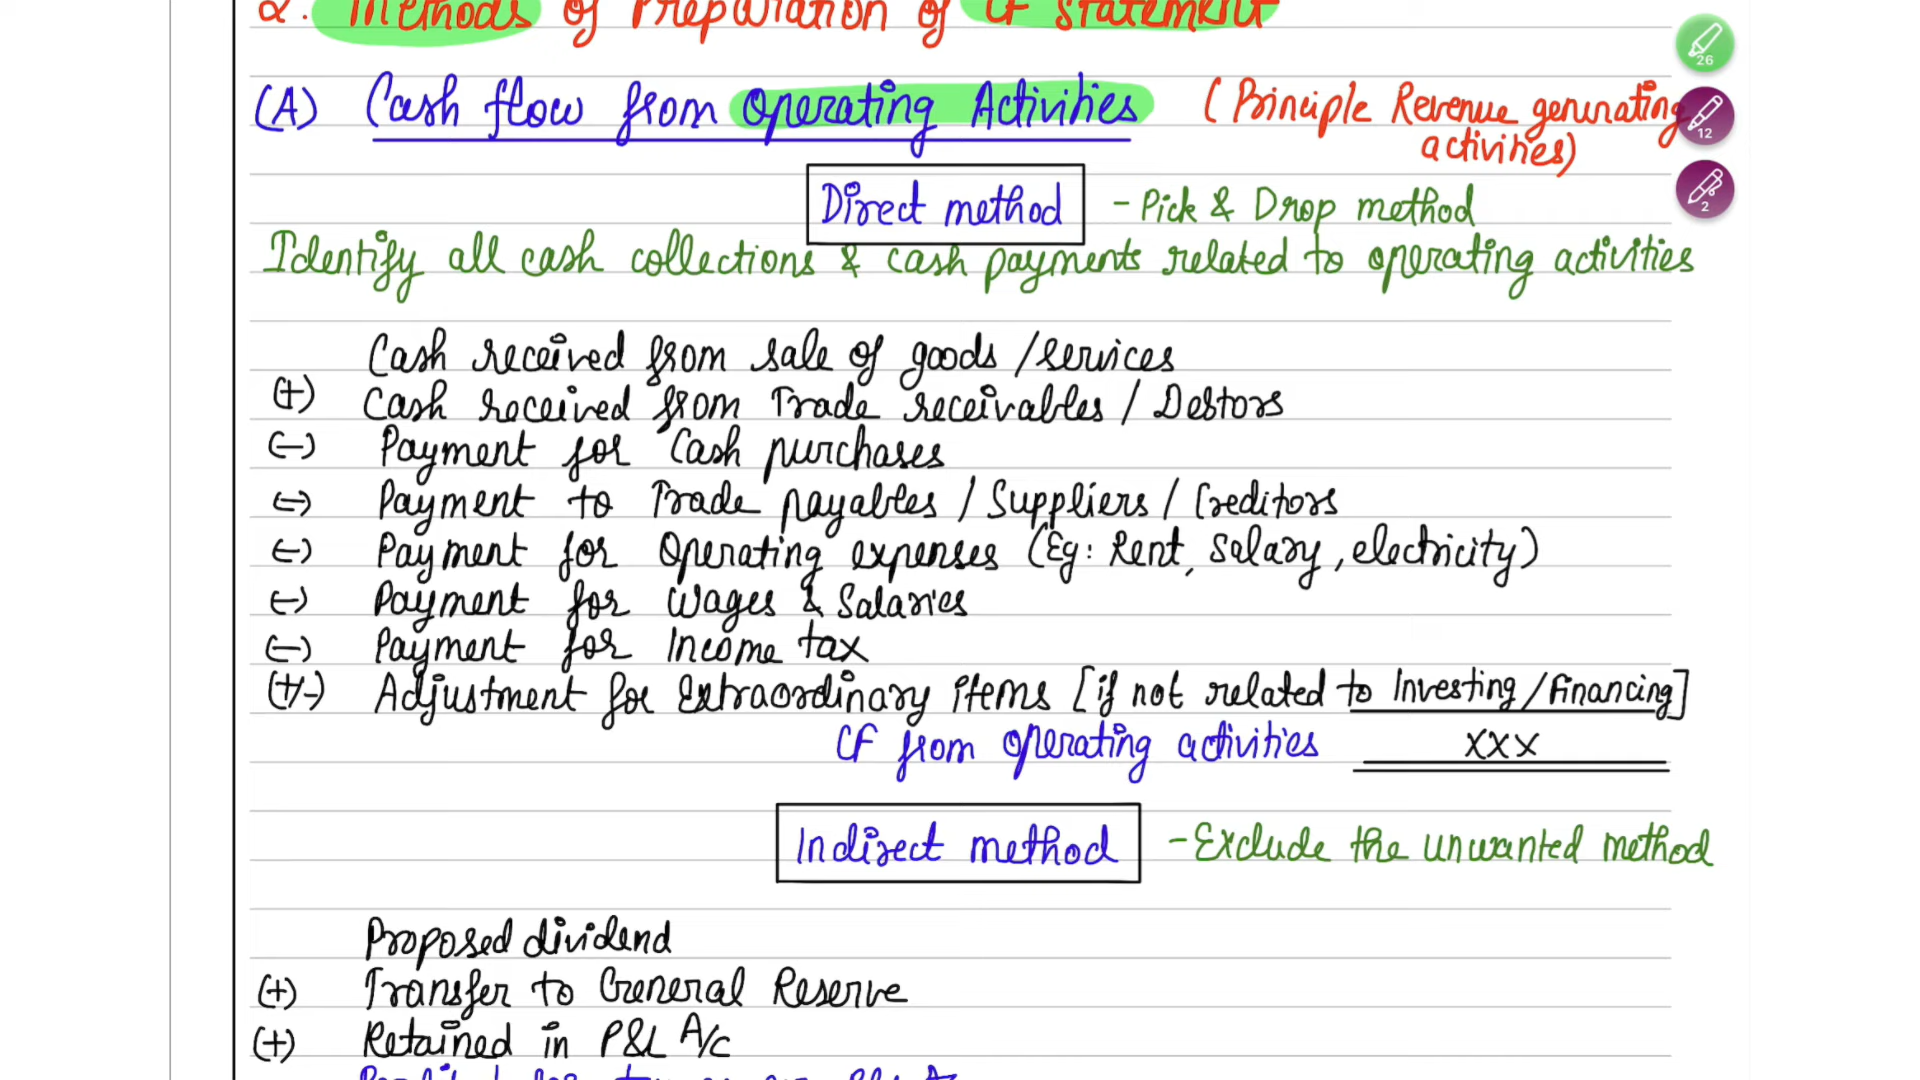 2. Methods of Preparation of CF Statement
(A) Cash flow from Operating Activities (Principle Revenue generating activities)
Direct method - Pick & Drop method
Identify all cash collections & cash payments related to operating activities
Cash received from sale of goods / services
(+) Cash received from Trade receivables / Debtors
(-) Payment for Cash purchases
(-) Payment to Trade payables / Suppliers / Creditors
(-) Payment for Operating expenses (Eg: Rent, Salary, electricity)
(-) Payment for Wages & Salaries
(-) Payment for Income tax
(+/-) Adjustment for Extraordinary items [if not related to Investing / Financing]
CF from operating activities XXX
Indirect method - Exclude the unwanted method
Proposed dividend
(+) Transfer to General Reserve
(+) Retained in P&L A/c
26
12
2